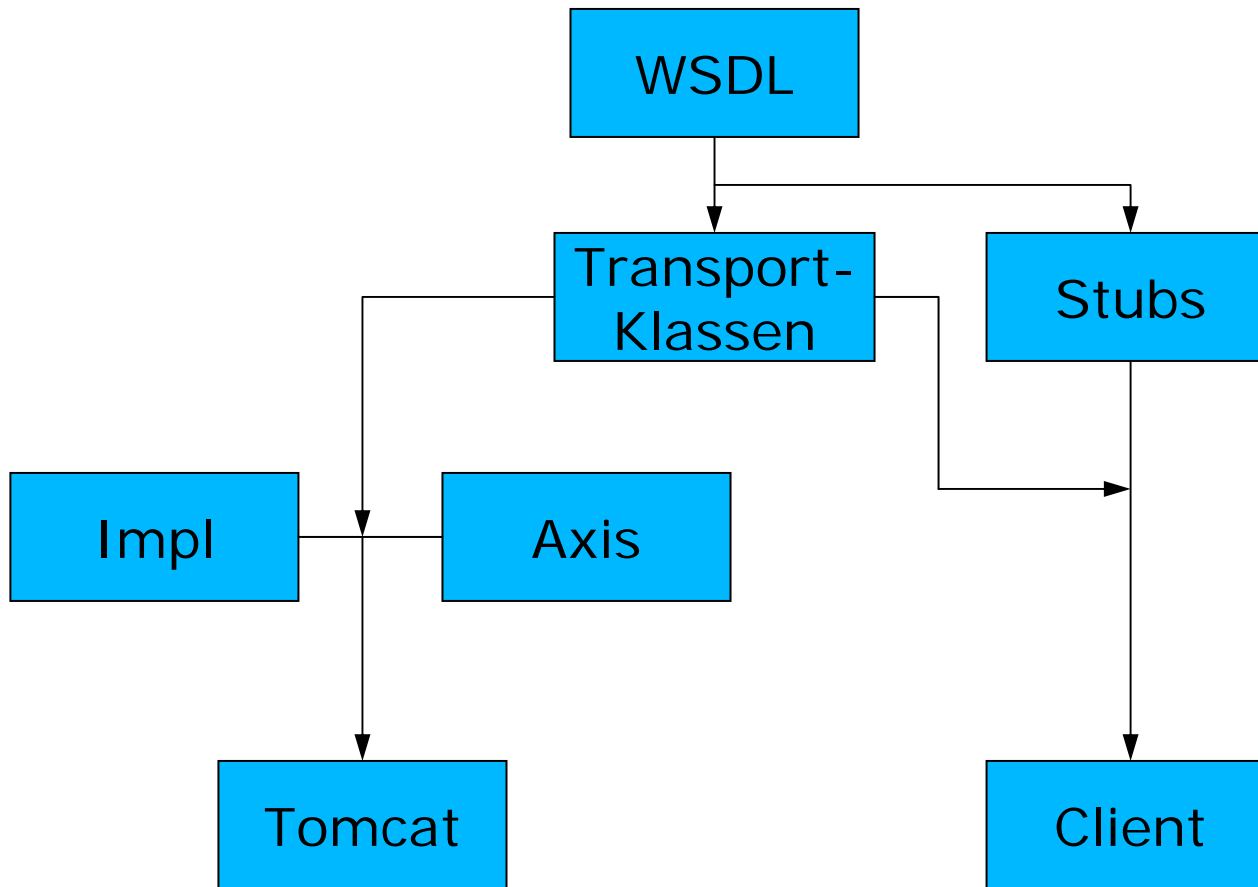 WSDL
Transport-
Klassen
Stubs
Impl
Axis
Tomcat
Client